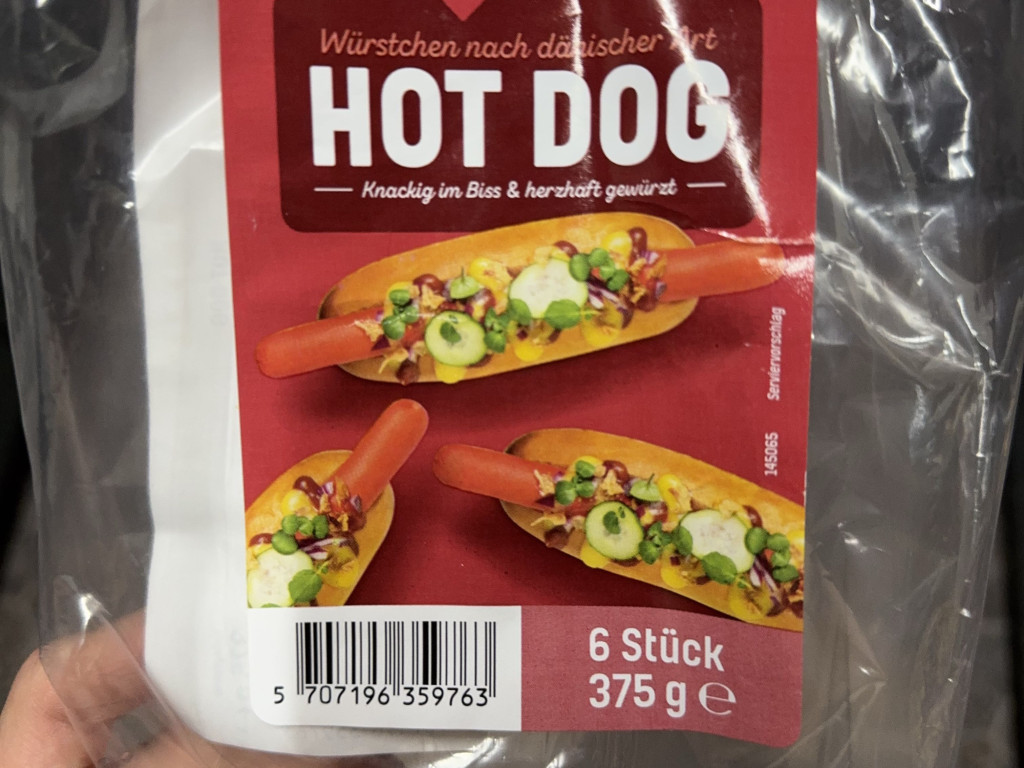 Würstchen nach dänischer Art
HOT DOG
Knackig im Biss & herzhaft gewürzt
Serviervorschlag
145065
6 Stück
375 g ℮
5 707196 359763